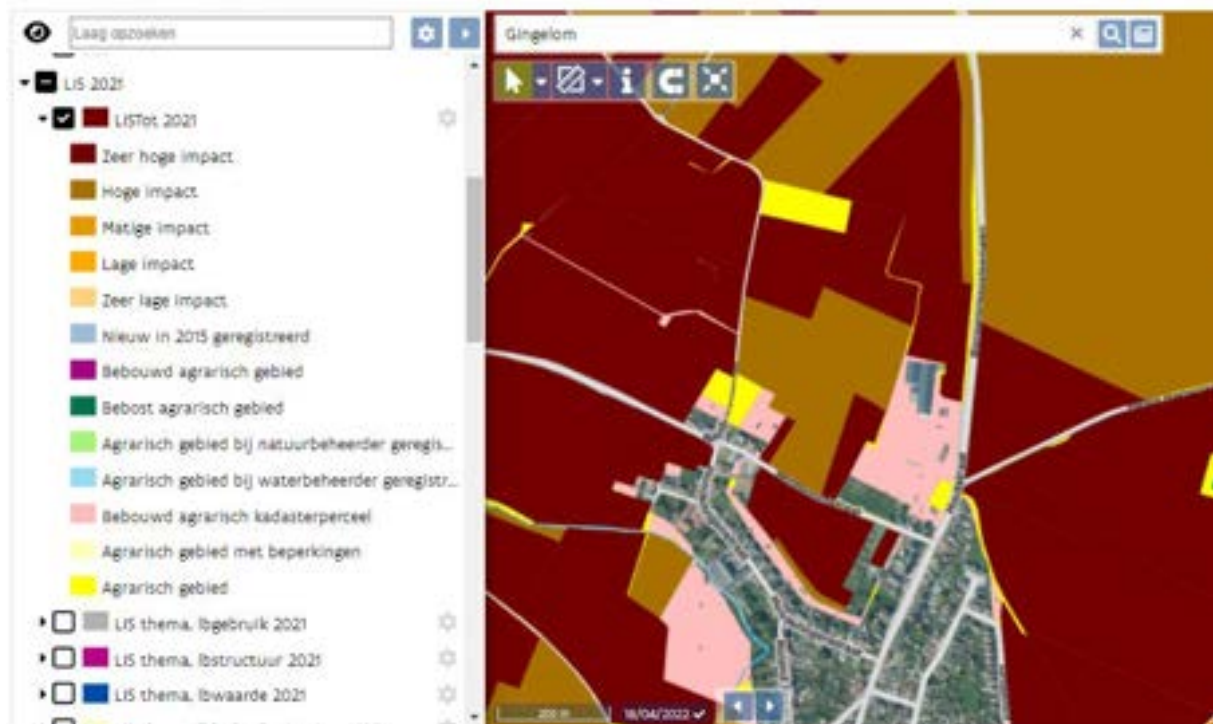 Laag opzoeken
Gingelom
LIS 2021
LISTot 2021
Zeer hoge impact
Hoge impact
Matige impact
Lage impact
Zeer lage impact
Nieuw in 2015 geregistreerd
Bebouwd agrarisch gebied
Bebost agrarisch gebied
Agrarisch gebied bij natuurbeheerder geregis...
Agrarisch gebied bij waterbeheerder geregistr...
Bebouwd agrarisch kadasterperceel
Agrarisch gebied met beperkingen
Agrarisch gebied
LIS thema, lbgebruik 2021
LIS thema, lbstructuur 2021
LIS thema, lbwaarde 2021
200 m
18/04/2022